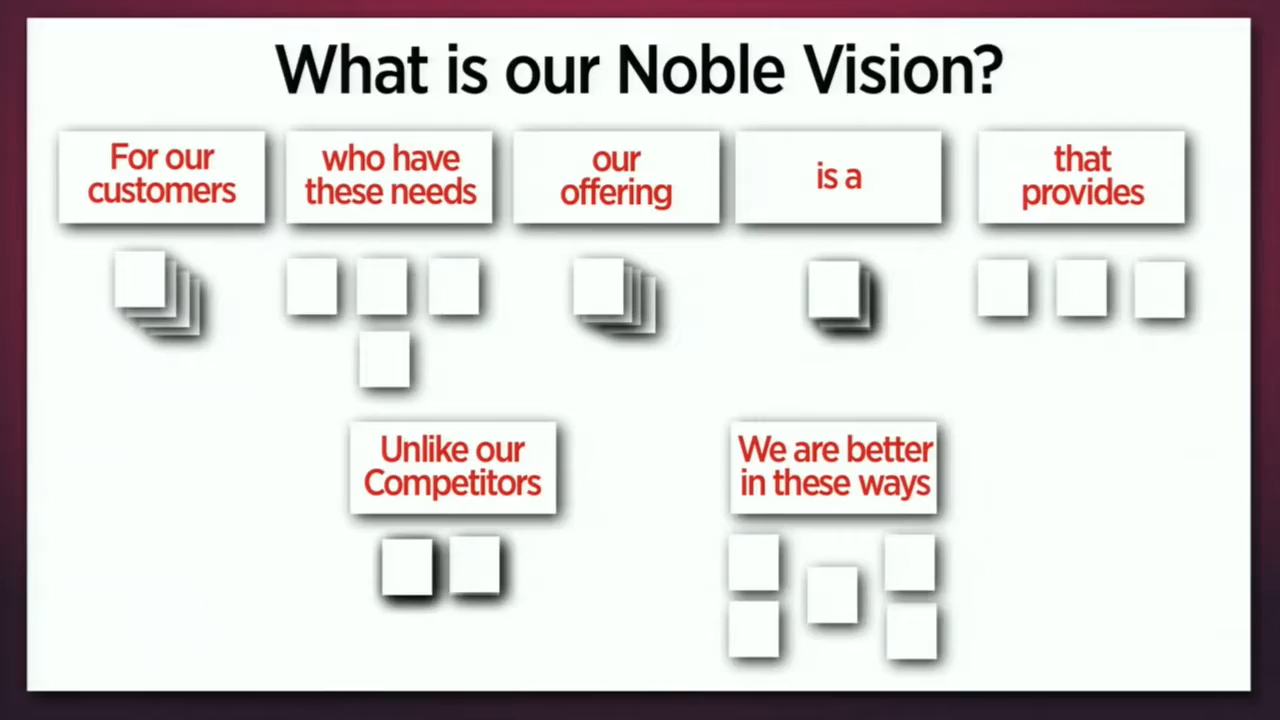 What is our Noble Vision?
For our
customers
who have
these needs
our
offering
is a
that
provides
Unlike our
Competitors
We are better
in these ways